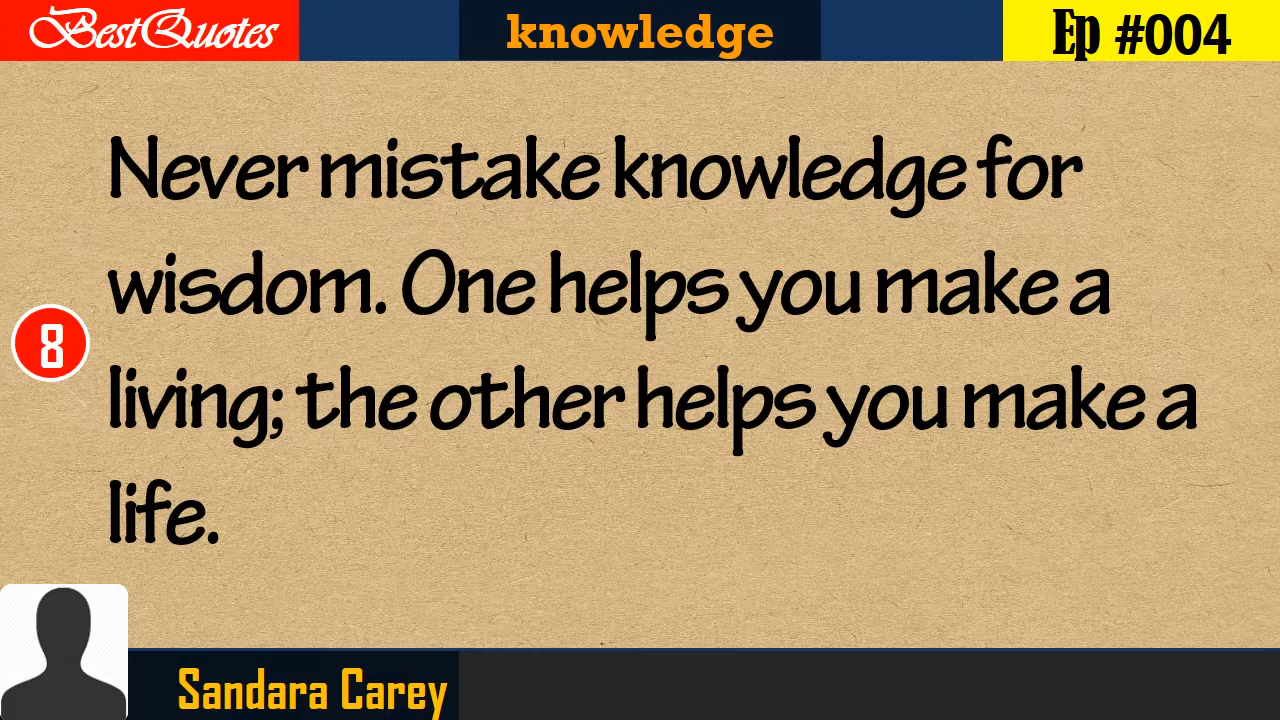 BestQuotes
knowledge
Ep #004
Never mistake knowledge for
wisdom. One helps you make a
living; the other helps you make a
life.
8
Sandara Carey